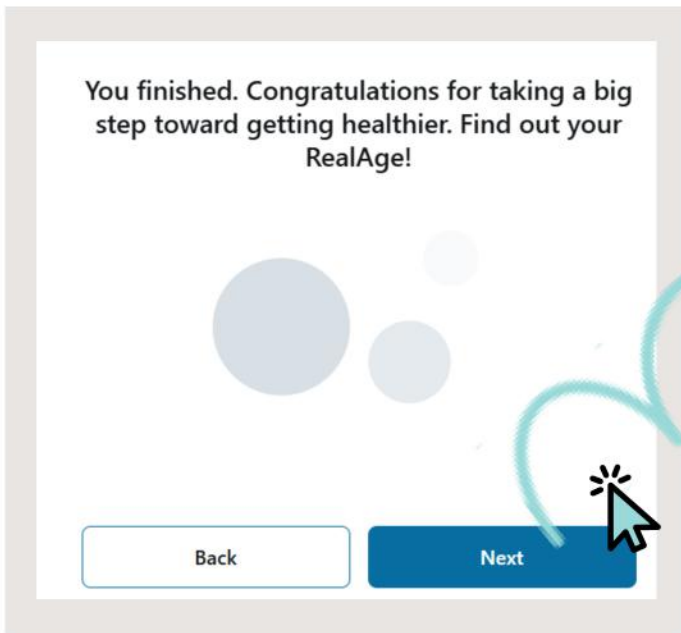 You finished. Congratulations for taking a big
step toward getting healthier. Find out your
RealAge!
Back
Next